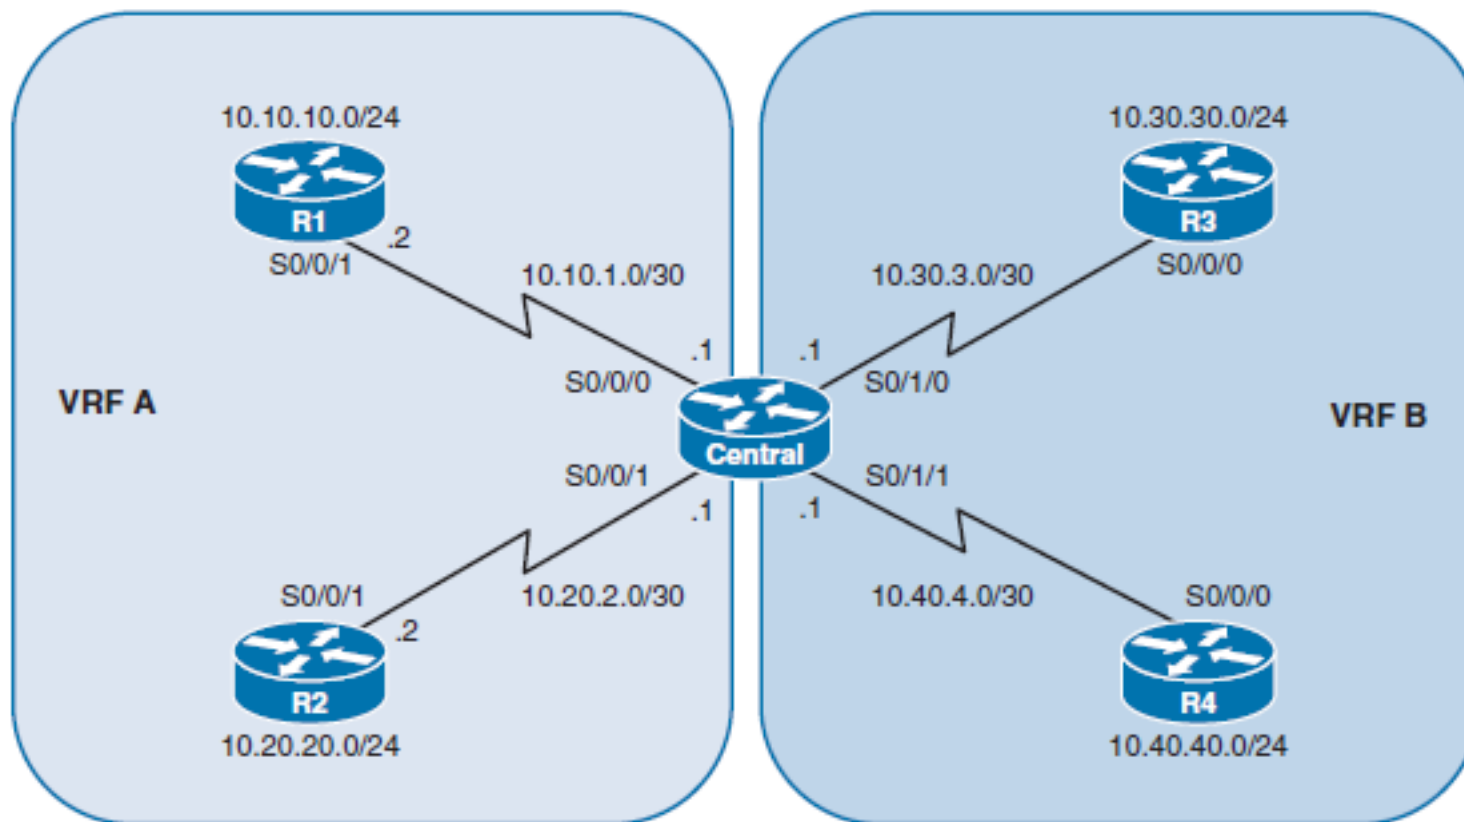 10.10.10.0/24
10.30.30.0/24
R1
R3
.2
S0/0/1
S0/0/0
10.10.1.0/30
10.30.3.0/30
.1
.1
S0/0/0
S0/1/0
VRF A
VRF B
Central
S0/0/1
S0/1/1
.1
.1
S0/0/1
10.20.2.0/30
10.40.4.0/30
S0/0/0
.2
R2
R4
10.20.20.0/24
10.40.40.0/24